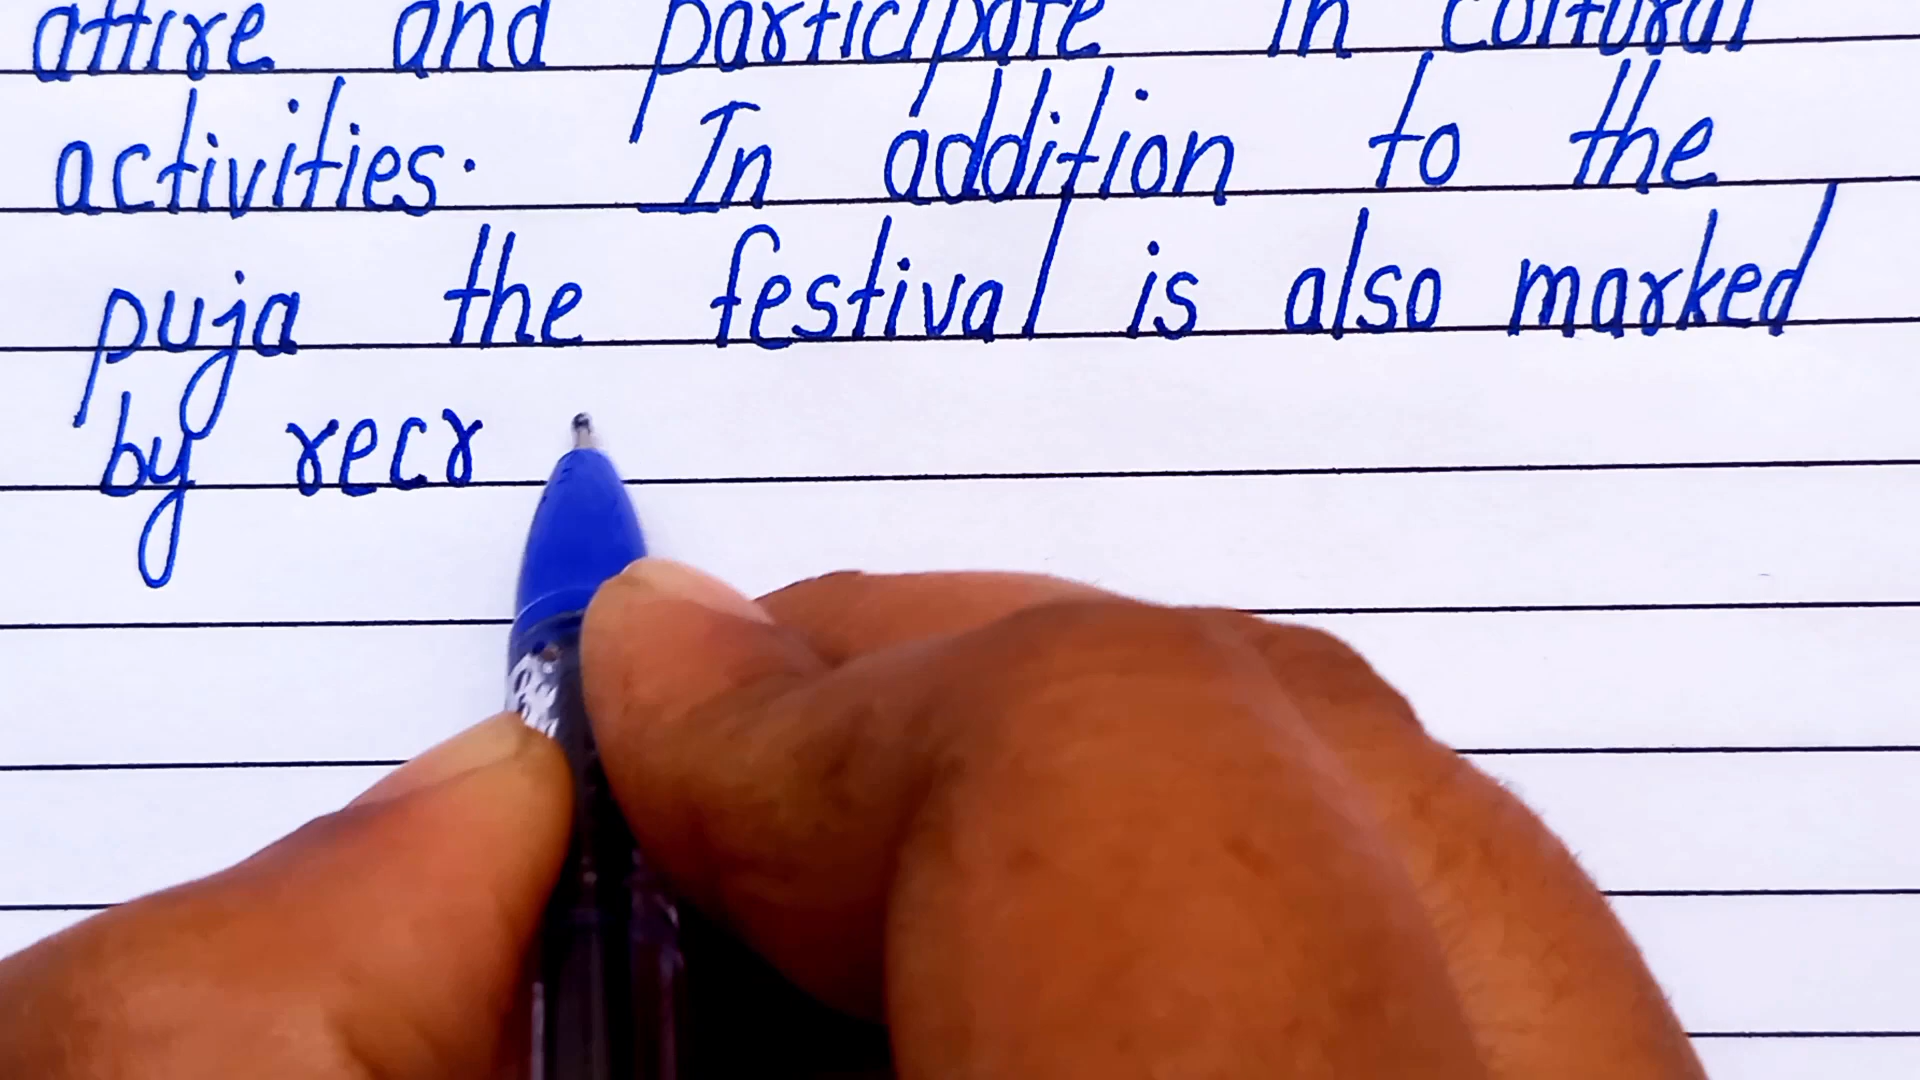 attire and participate in cultural
activities. In addition to the
puja the festival is also marked
by recr